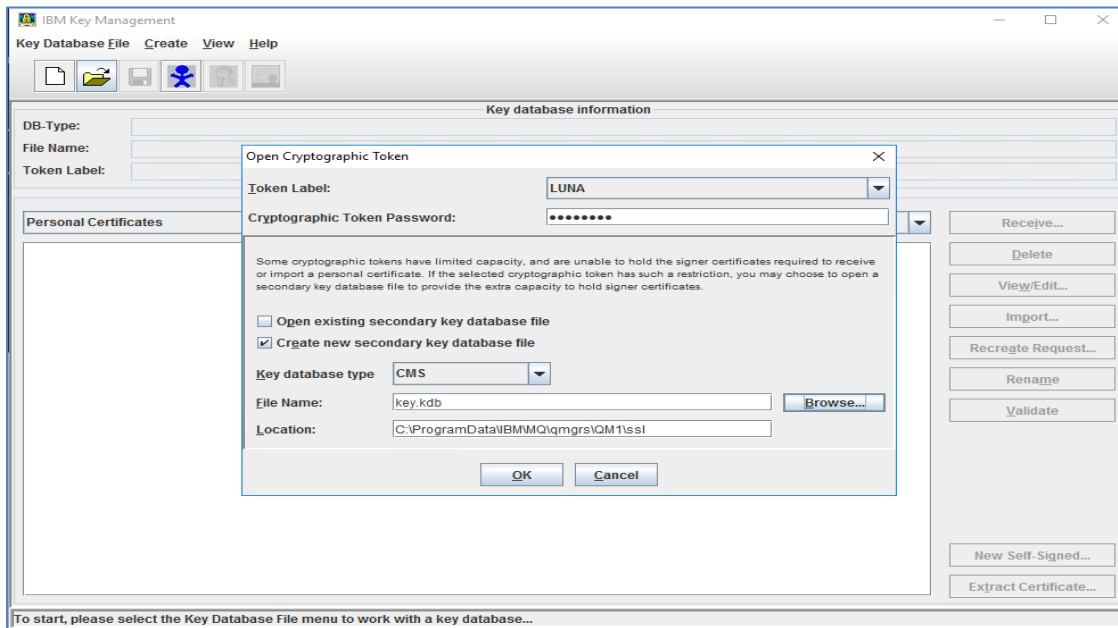 IBM Key Management
Key Database File Create View Help
Key database information
DB-Type:
File Name:
Token Label:
Open Cryptographic Token
Token Label: LUNA
Cryptographic Token Password: ••••••••
Personal Certificates
Some cryptographic tokens have limited capacity, and are unable to hold the signer certificates required to receive
or import a personal certificate. If the selected cryptographic token has such a restriction, you may choose to open a
secondary key database file to provide the extra capacity to hold signer certificates.
Open existing secondary key database file
Create new secondary key database file
Key database type CMS
File Name: key.kdb Browse...
Location: C:\ProgramData\IBM\MQ\qmgrs\QM1\ssl
OK Cancel
Receive...
Delete
View/Edit...
Import...
Recreate Request...
Rename
Validate
New Self-Signed...
Extract Certificate...
To start, please select the Key Database File menu to work with a key database...